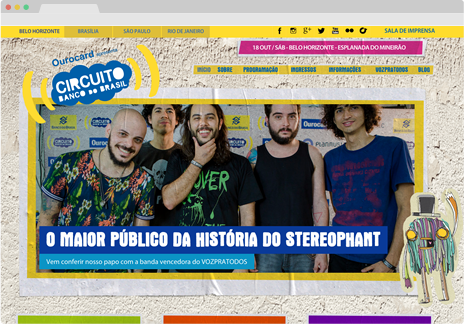 BELO HORIZONTE BRASÍLIA SÃO PAULO RIO DE JANEIRO SALA DE IMPRENSA
Ourocard
18 OUT / SÁB - BELO HORIZONTE - ESPLANADA DO MINEIRÃO
CIRCUITO
BANCO DO BRASIL
INÍCIO SOBRE PROGRAMAÇÃO INGRESSOS INFORMAÇÕES VOZPRATODOS BLOG
O MAIOR PÚBLICO DA HISTÓRIA DO STEREOPHANT
Vem conferir nosso papo com a banda vencedora do VOZPRATODOS